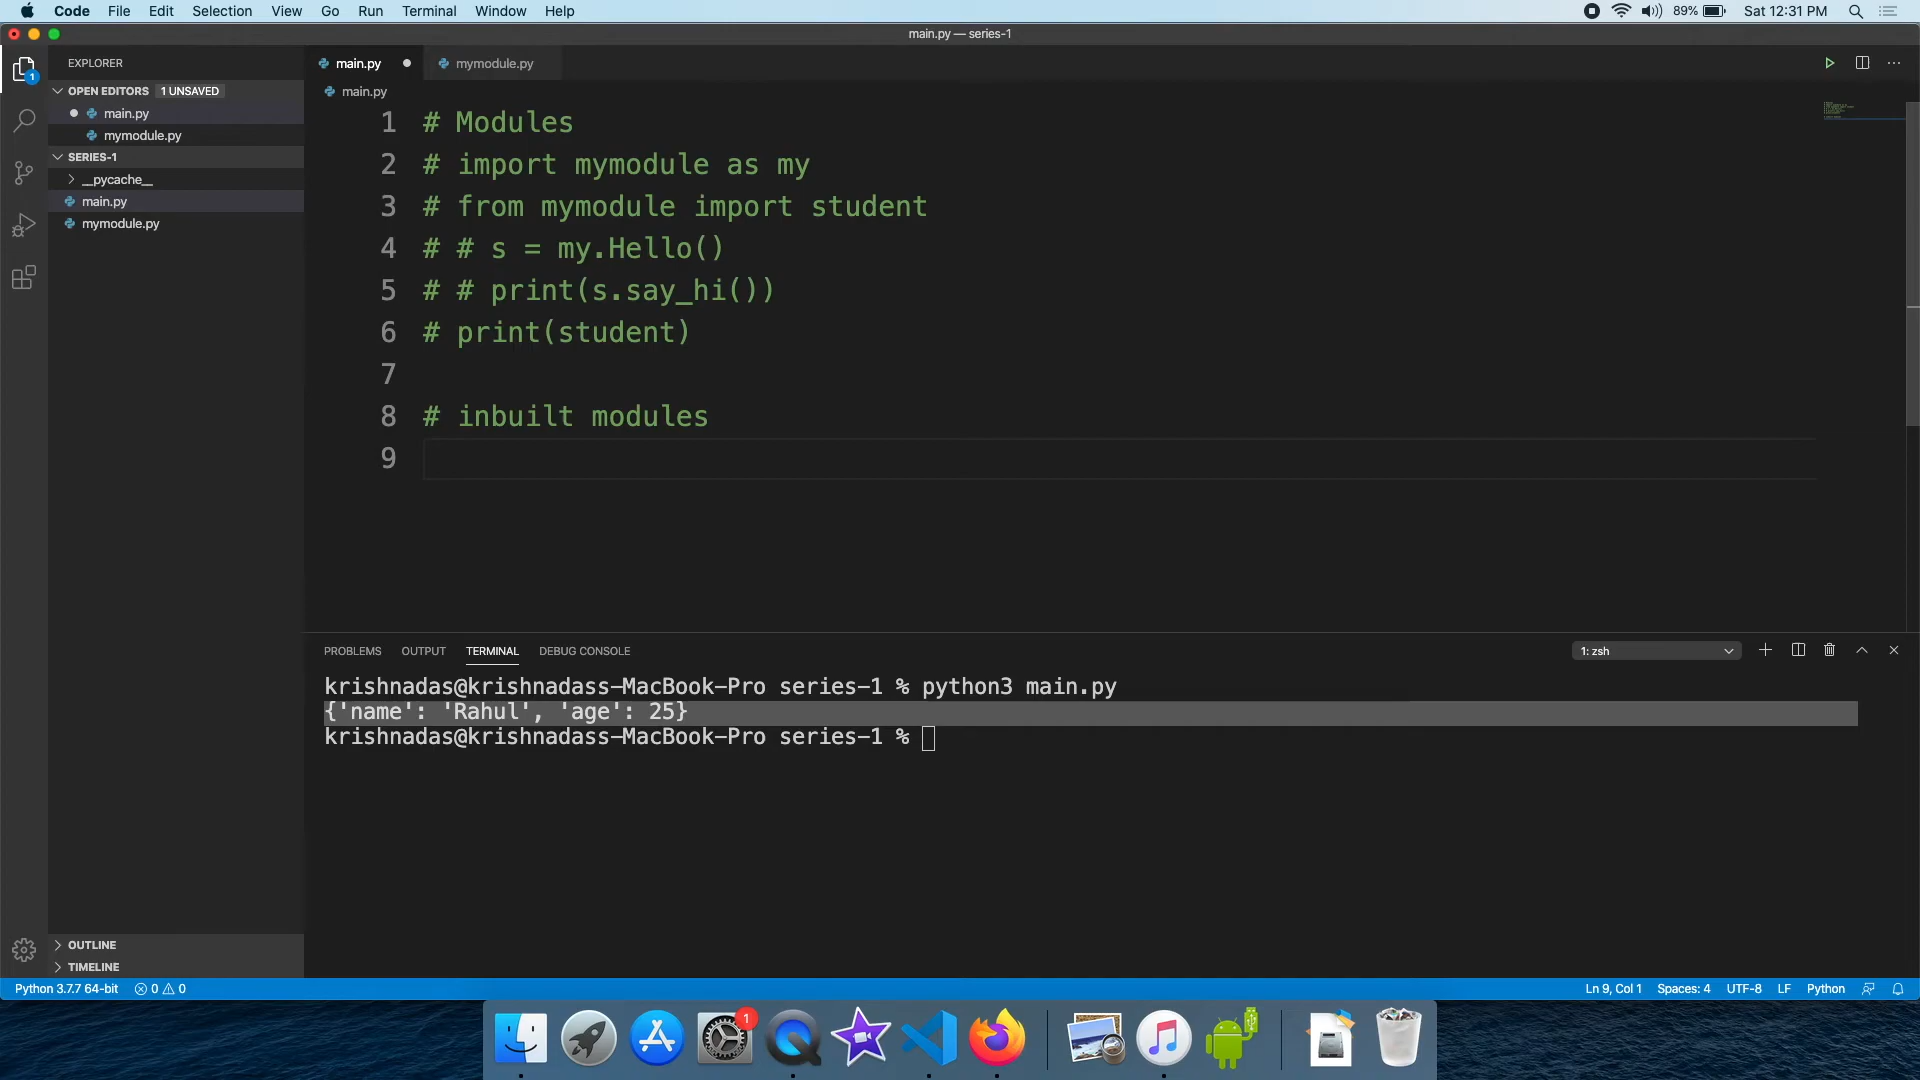 Code File Edit Selection View Go Run Terminal Window Help 89% Sat 12:31 PM
main.py — series-1
EXPLORER
OPEN EDITORS 1 UNSAVED
main.py
mymodule.py
SERIES-1
__pycache__
main.py
mymodule.py
OUTLINE
TIMELINE
1
main.py mymodule.py
main.py
1 # Modules
2 # import mymodule as my
3 # from mymodule import student
4 # # s = my.Hello()
5 # # print(s.say_hi())
6 # print(student)
7
8 # inbuilt modules
9
PROBLEMS OUTPUT TERMINAL DEBUG CONSOLE 1: zsh
krishnadas@krishnadass-MacBook-Pro series-1 % python3 main.py
{'name': 'Rahul', 'age': 25}
krishnadas@krishnadass-MacBook-Pro series-1 %
Python 3.7.7 64-bit 0 0 Ln 9, Col 1 Spaces: 4 UTF-8 LF Python
1